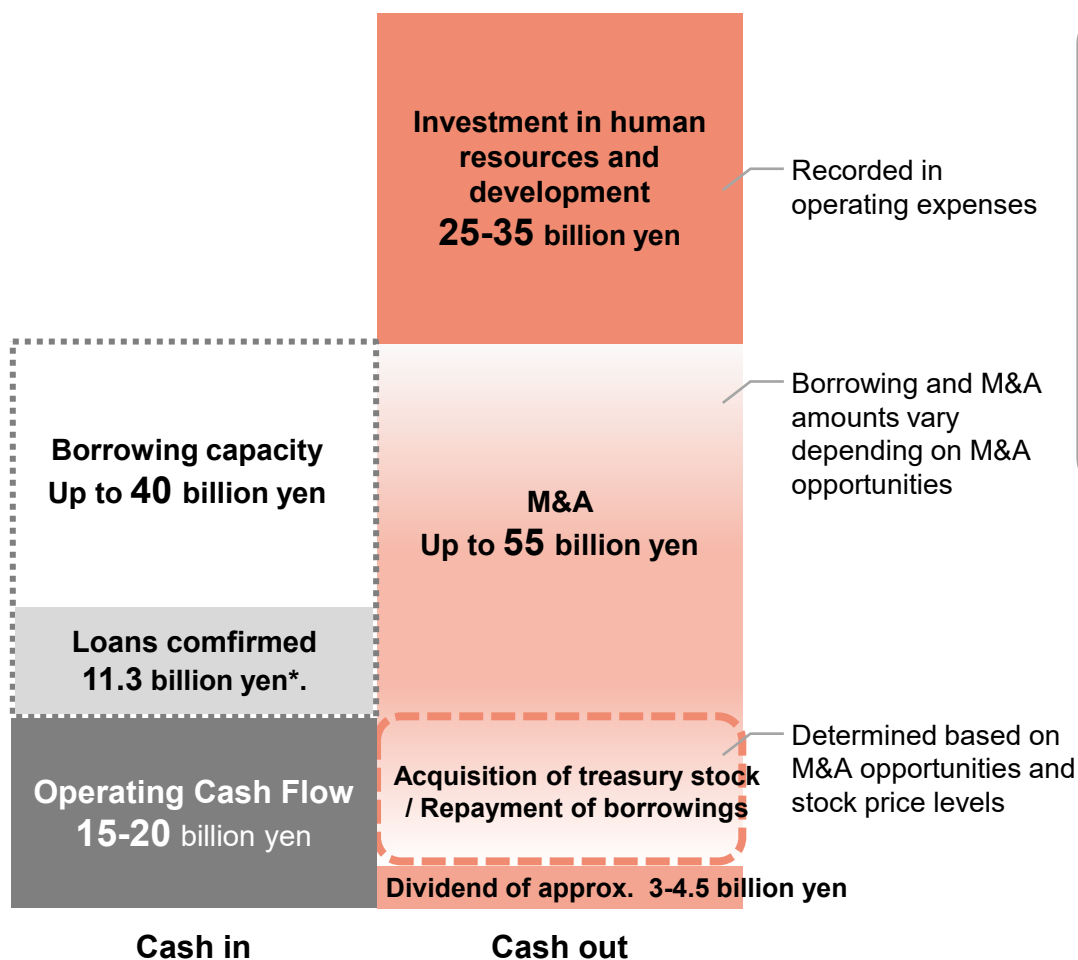 Investment in human
resources and
development
25-35 billion yen
Recorded in
operating expenses
Borrowing capacity
Up to 40 billion yen
M&A
Up to 55 billion yen
Borrowing and M&A
amounts vary
depending on M&A
opportunities
Loans comfirmed
11.3 billion yen*.
Operating Cash Flow
15-20 billion yen
Acquisition of treasury stock
/ Repayment of borrowings
Determined based on
M&A opportunities and
stock price levels
Dividend of approx. 3-4.5 billion yen
Cash in
Cash out